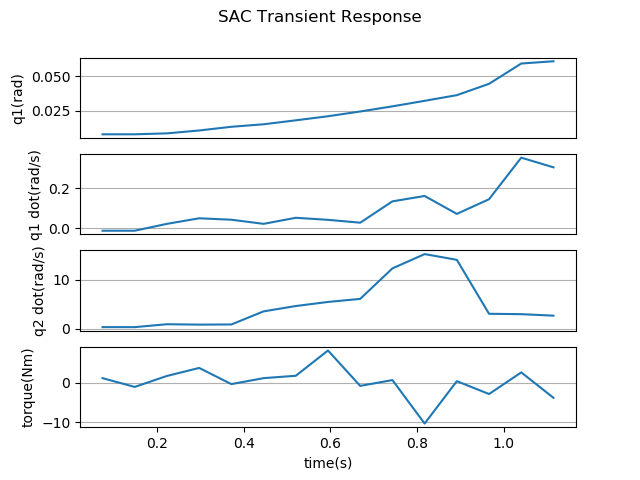 SAC Transient Response
0.050
0.025
q1(rad)
0.2
0.0
q1 dot(rad/s)
10
0
q2 dot(rad/s)
0
−10
torque(Nm)
0.2 0.4 0.6 0.8 1.0
time(s)